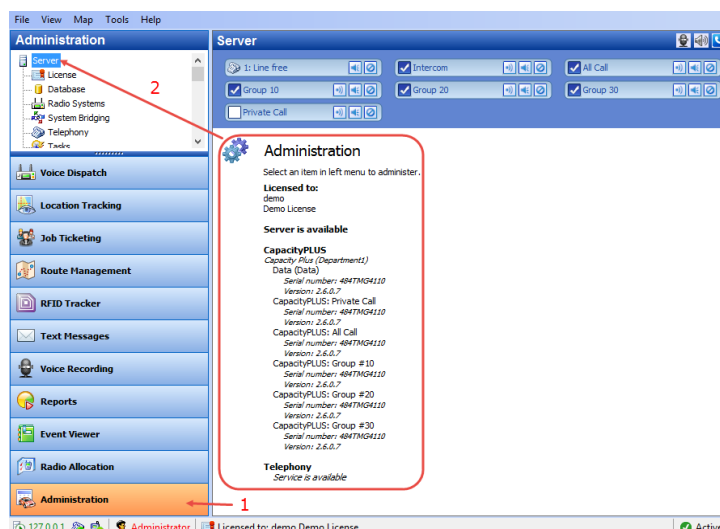 File View Map Tools Help
Administration
Server
Server
License
Database
Radio Systems
System Bridging
Telephony
Tasks
2
1: Line free
Intercom
All Call
Group 10
Group 20
Group 30
Private Call
Voice Dispatch
Location Tracking
Job Ticketing
Route Management
RFID Tracker
Text Messages
Voice Recording
Reports
Event Viewer
Radio Allocation
Administration
1
Administration
Select an item in left menu to administer.
Licensed to:
demo
Demo License
Server is available
CapacityPLUS
Capacity Plus (Department1)
Data (Data)
Serial number: 484TMG4110
Version: 2.6.0.7
CapacityPLUS: Private Call
Serial number: 484TMG4110
Version: 2.6.0.7
CapacityPLUS: All Call
Serial number: 484TMG4110
Version: 2.6.0.7
CapacityPLUS: Group #10
Serial number: 484TMG4110
Version: 2.6.0.7
CapacityPLUS: Group #20
Serial number: 484TMG4110
Version: 2.6.0.7
CapacityPLUS: Group #30
Serial number: 484TMG4110
Version: 2.6.0.7
Telephony
Service is available
127.0.0.1 Administrator Licensed to: demo Demo License Active